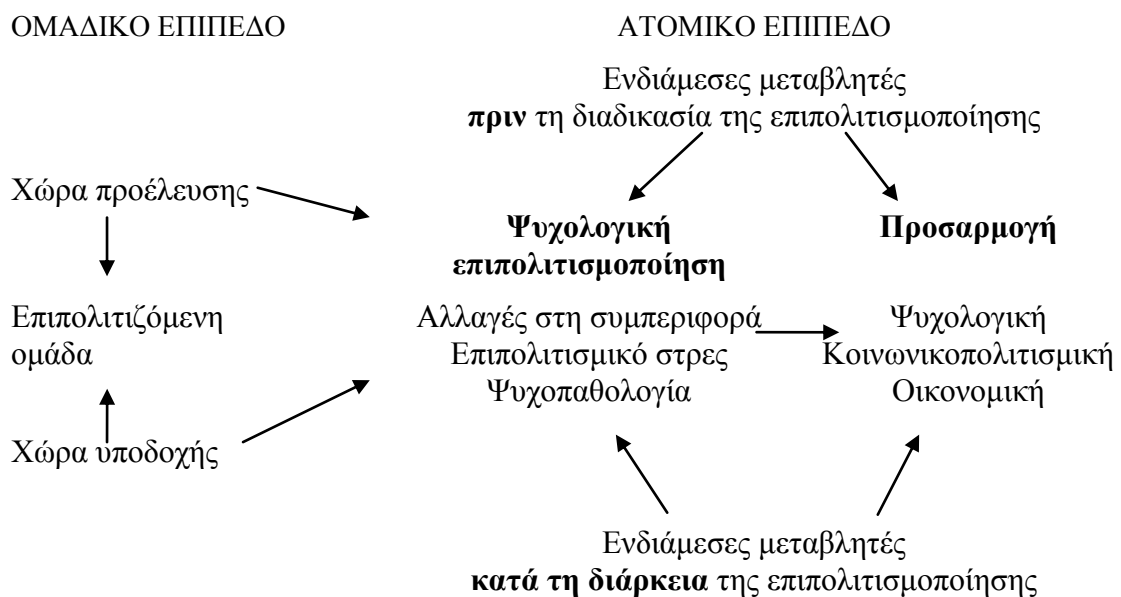 ΟΜΑΔΙΚΟ ΕΠΙΠΕΔΟ
ΑΤΟΜΙΚΟ ΕΠΙΠΕΔΟ
Ενδιάμεσες μεταβλητές
πριν τη διαδικασία της επιπολιτισμοποίησης
Χώρα προέλευσης
Ψυχολογική
επιπολιτισμοποίηση
Προσαρμογή
Επιπολιτιζόμενη
ομάδα
Αλλαγές στη συμπεριφορά
Επιπολιτισμικό στρες
Ψυχοπαθολογία
Ψυχολογική
Κοινωνικοπολιτισμική
Οικονομική
Χώρα υποδοχής
Ενδιάμεσες μεταβλητές
κατά τη διάρκεια της επιπολιτισμοποίησης